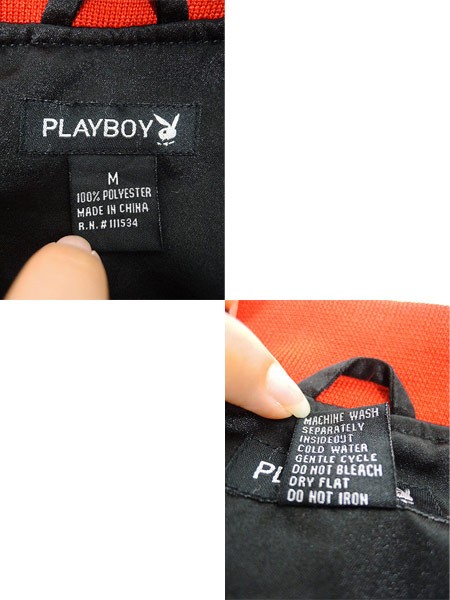 PLAYBOY
M
100% POLYESTER
MADE IN CHINA
R.N.#111534
MACHINE WASH
SEPARATELY
INSIDEOUT
COLD WATER
GENTLE CYCLE
DO NOT BLEACH
DRY FLAT
DO NOT IRON
PL